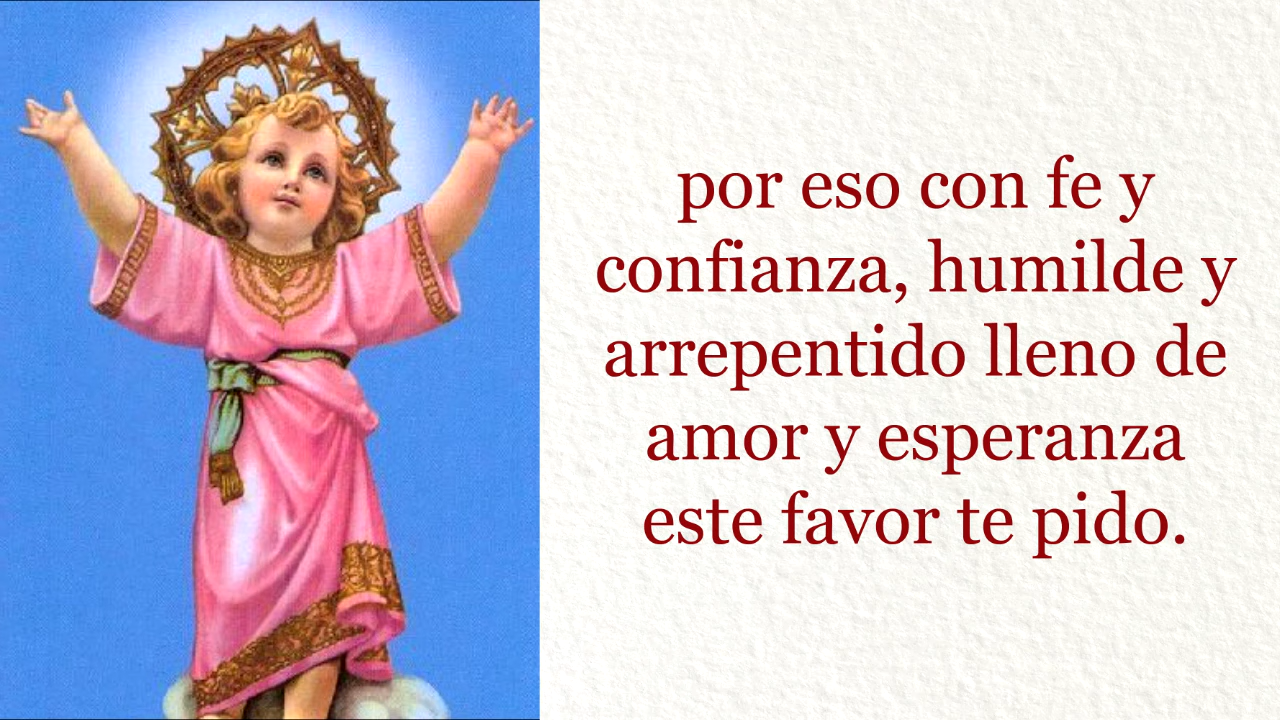 por eso con fe y
confianza, humilde y
arrepentido lleno de
amor y esperanza
este favor te pido.